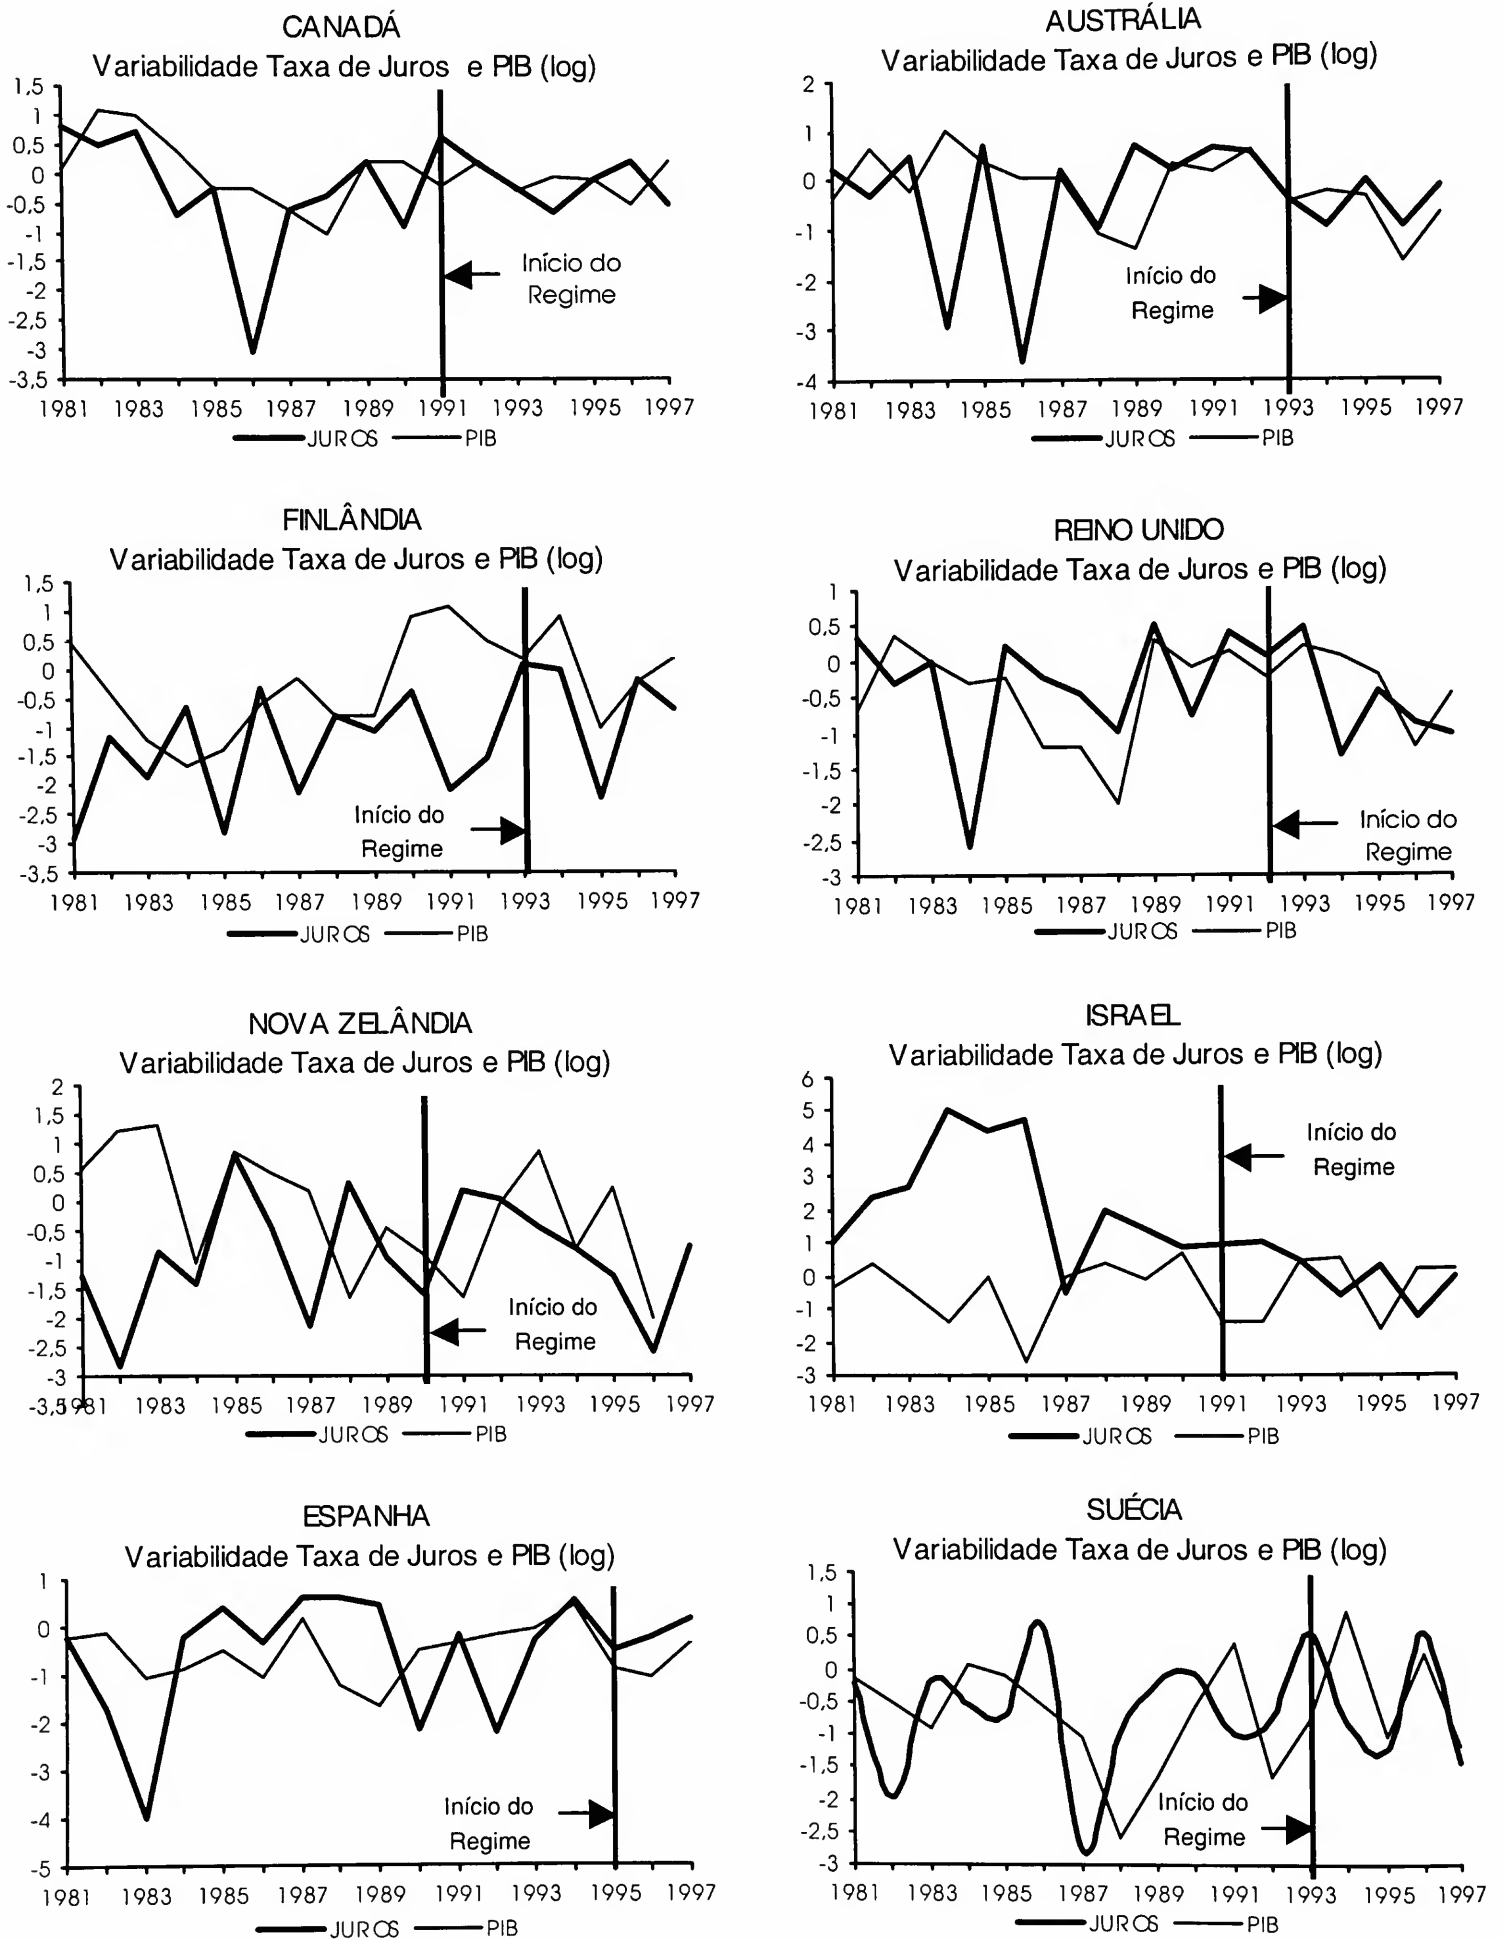 CANADÁ
Variabilidade Taxa de Juros e PIB (log)
1,5
1
0,5
0
-0,5
-1
-1,5
-2
-2,5
-3
-3,5
Início do
Regime
1981 1983 1985 1987 1989 1991 1993 1995 1997
JUROS PIB
AUSTRÁLIA
Variabilidade Taxa de Juros e PIB (log)
2
1
0
-1
-2
-3
-4
Início do
Regime
1981 1983 1985 1987 1989 1991 1993 1995 1997
JUROS PIB
FINLÂNDIA
Variabilidade Taxa de Juros e PIB (log)
1,5
1
0,5
0
-0,5
-1
-1,5
-2
-2,5
-3
-3,5
Início do
Regime
1981 1983 1985 1987 1989 1991 1993 1995 1997
JUROS PIB
REINO UNIDO
Variabilidade Taxa de Juros e PIB (log)
1
0,5
0
-0,5
-1
-1,5
-2
-2,5
-3
Início do
Regime
1981 1983 1985 1987 1989 1991 1993 1995 1997
JUROS PIB
NOVA ZELÂNDIA
Variabilidade Taxa de Juros e PIB (log)
2
1,5
1
0,5
0
-0,5
-1
-1,5
-2
-2,5
-3
-3,5
Início do
Regime
1981 1983 1985 1987 1989 1991 1993 1995 1997
JUROS PIB
ISRAEL
Variabilidade Taxa de Juros e PIB (log)
6
5
4
3
2
1
0
-1
-2
-3
Início do
Regime
1981 1983 1985 1987 1989 1991 1993 1995 1997
JUROS PIB
ESPANHA
Variabilidade Taxa de Juros e PIB (log)
1
0
-1
-2
-3
-4
-5
Início do
Regime
1981 1983 1985 1987 1989 1991 1993 1995 1997
JUROS PIB
SUÉCIA
Variabilidade Taxa de Juros e PIB (log)
1,5
1
0,5
0
-0,5
-1
-1,5
-2
-2,5
-3
Início do
Regime
1981 1983 1985 1987 1989 1991 1993 1995 1997
JUROS PIB